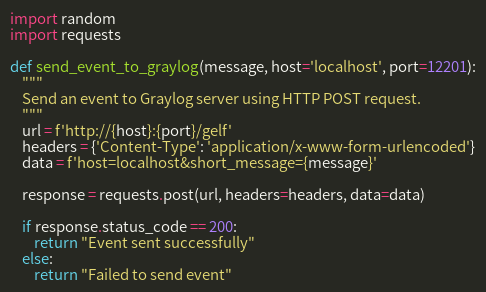 import random
import requests

def send_event_to_graylog(message, host='localhost', port=12201):
    """
    Send an event to Graylog server using HTTP POST request.
    """
    url = f'http://{host}:{port}/gelf'
    headers = {'Content-Type': 'application/x-www-form-urlencoded'}
    data = f'host=localhost&short_message={message}'

    response = requests.post(url, headers=headers, data=data)

    if response.status_code == 200:
        return "Event sent successfully"
    else:
        return "Failed to send event"